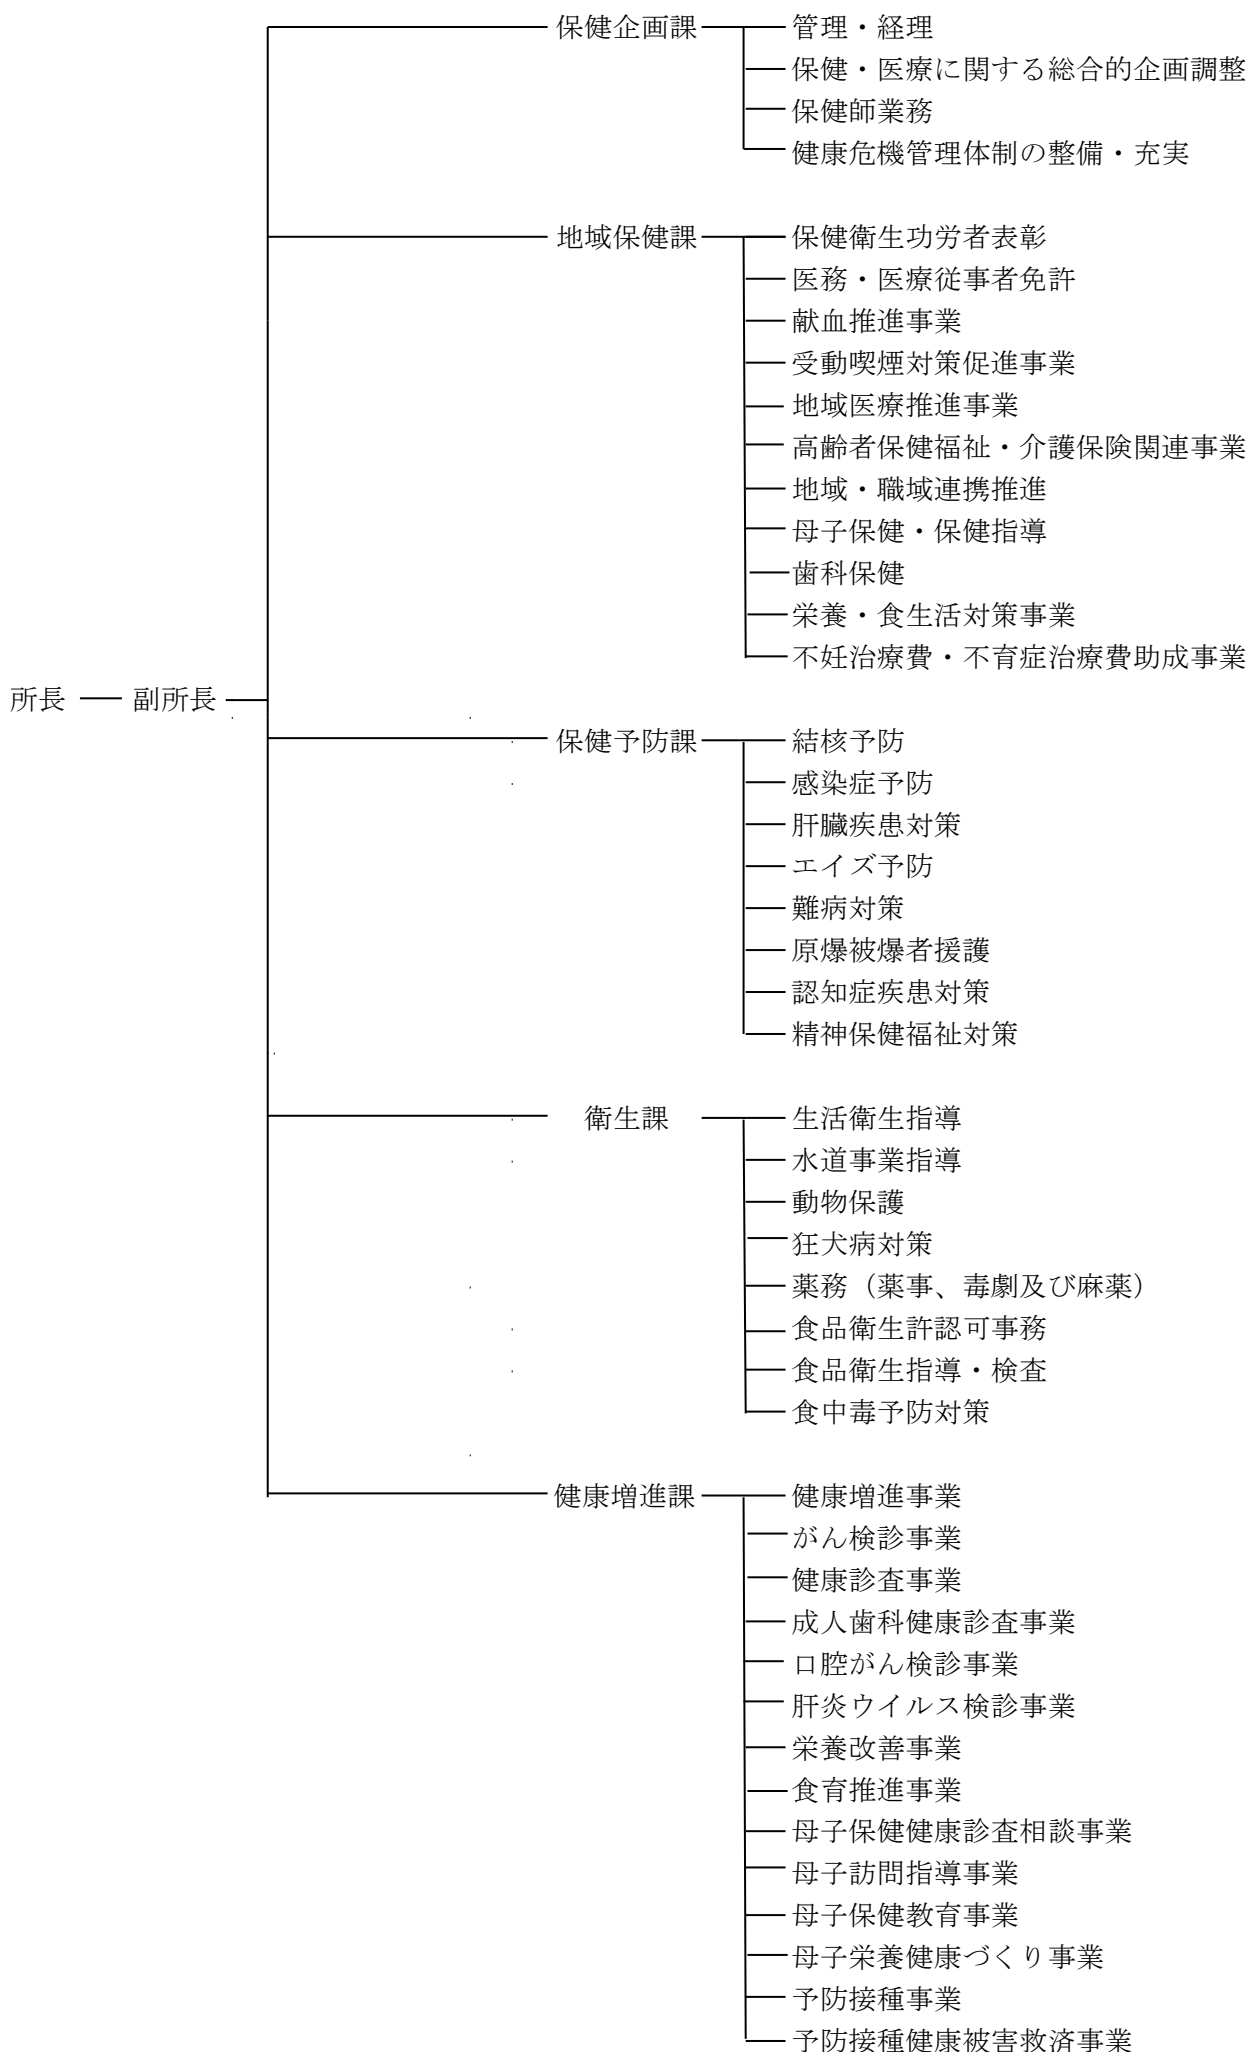 保健企画課 管理・経理
保健・医療に関する総合的企画調整
保健師業務
健康危機管理体制の整備・充実
地域保健課 保健衛生功労者表彰
医務・医療従事者免許
献血推進事業
受動喫煙対策促進事業
地域医療推進事業
高齢者保健福祉・介護保険関連事業
地域・職域連携推進
母子保健・保健指導
歯科保健
栄養・食生活対策事業
不妊治療費・不育症治療費助成事業
所長 副所長
保健予防課 結核予防
感染症予防
肝臓疾患対策
エイズ予防
難病対策
原爆被爆者援護
認知症疾患対策
精神保健福祉対策
衛生課 生活衛生指導
水道事業指導
動物保護
狂犬病対策
薬務（薬事、毒劇及び麻薬）
食品衛生許認可事務
食品衛生指導・検査
食中毒予防対策
健康増進課 健康増進事業
がん検診事業
健康診査事業
成人歯科健康診査事業
口腔がん検診事業
肝炎ウイルス検診事業
栄養改善事業
食育推進事業
母子保健健康診査相談事業
母子訪問指導事業
母子保健教育事業
母子栄養健康づくり事業
予防接種事業
予防接種健康被害救済事業